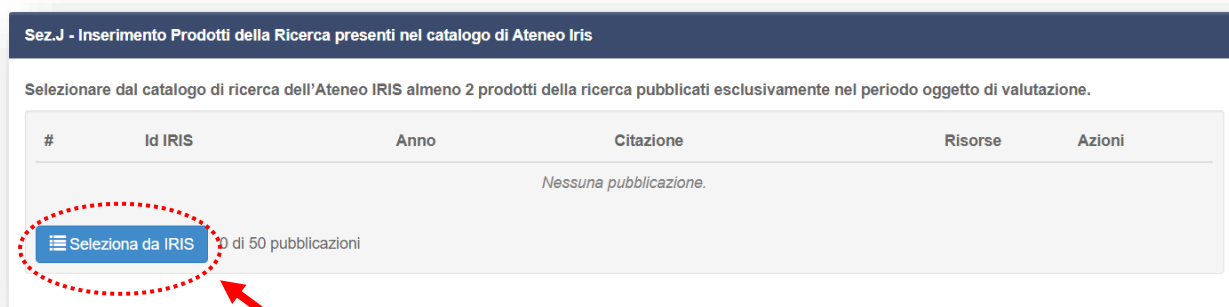 Sez.J - Inserimento Prodotti della Ricerca presenti nel catalogo di Ateneo Iris
Selezionare dal catalogo di ricerca dell'Ateneo IRIS almeno 2 prodotti della ricerca pubblicati esclusivamente nel periodo oggetto di valutazione.
# Id IRIS Anno Citazione Risorse Azioni
Nessuna pubblicazione.
Seleziona da IRIS 0 di 50 pubblicazioni